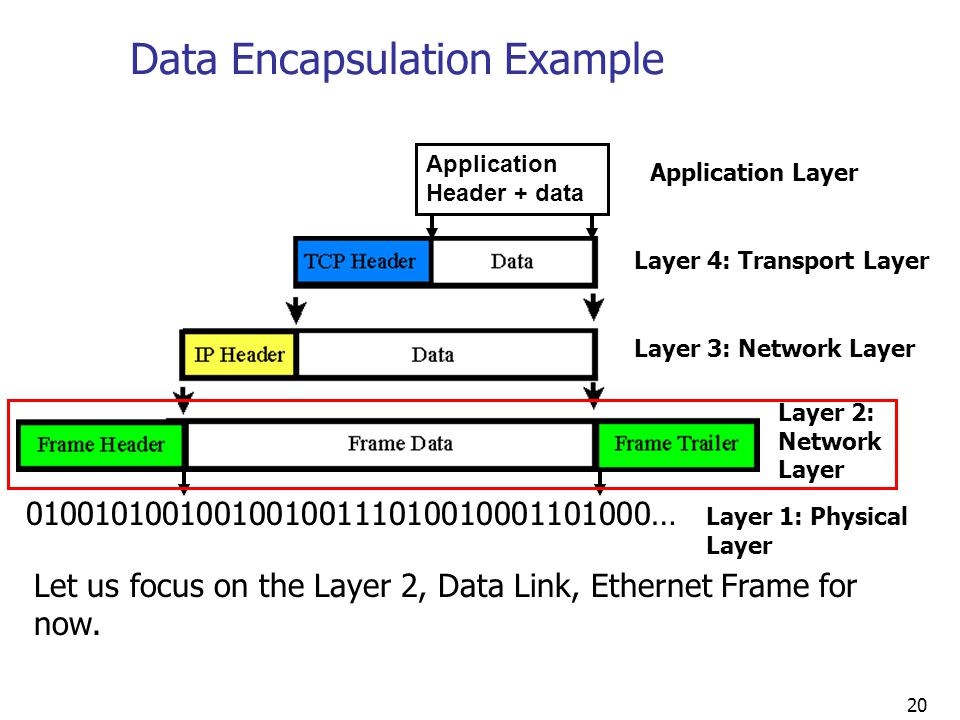 Data Encapsulation Example
Application
Header + data
Application Layer
TCP Header
Data
Layer 4: Transport Layer
IP Header
Data
Layer 3: Network Layer
Frame Header
Frame Data
Frame Trailer
Layer 2:
Network
Layer
0100101001001001001110100100011010​00…
Layer 1: Physical
Layer
Let us focus on the Layer 2, Data Link, Ethernet Frame for
now.
20